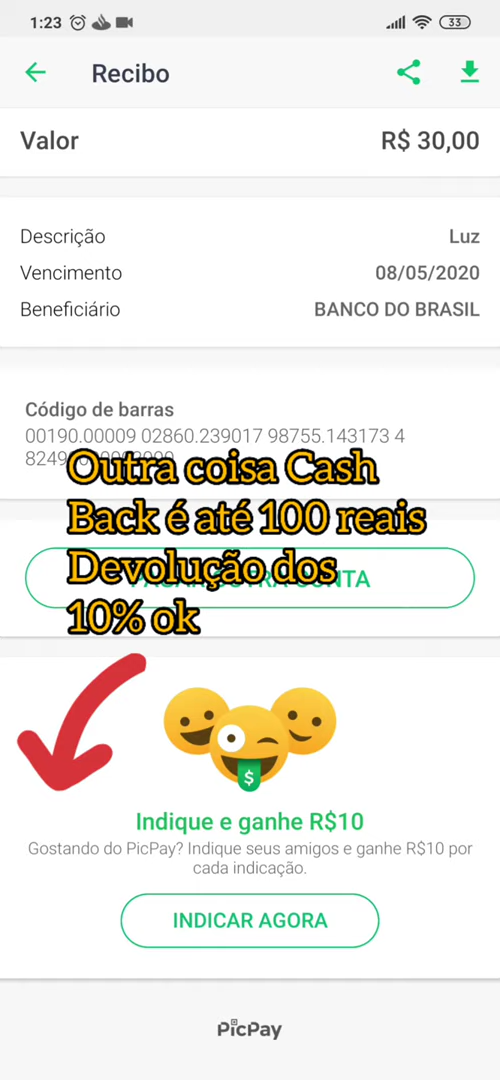 1:23
33
Recibo
Valor
R$ 30,00
Descrição
Luz
Vencimento
08/05/2020
Beneficiário
BANCO DO BRASIL
Código de barras
00190.00009 02860.239017 98755.143173 4
Outra coisa Cash
Back é até 100 reais
Devolução dos
10% ok
CONTA
$
Indique e ganhe R$10
Gostando do PicPay? Indique seus amigos e ganhe R$10 por
cada indicação.
INDICAR AGORA
PicPay